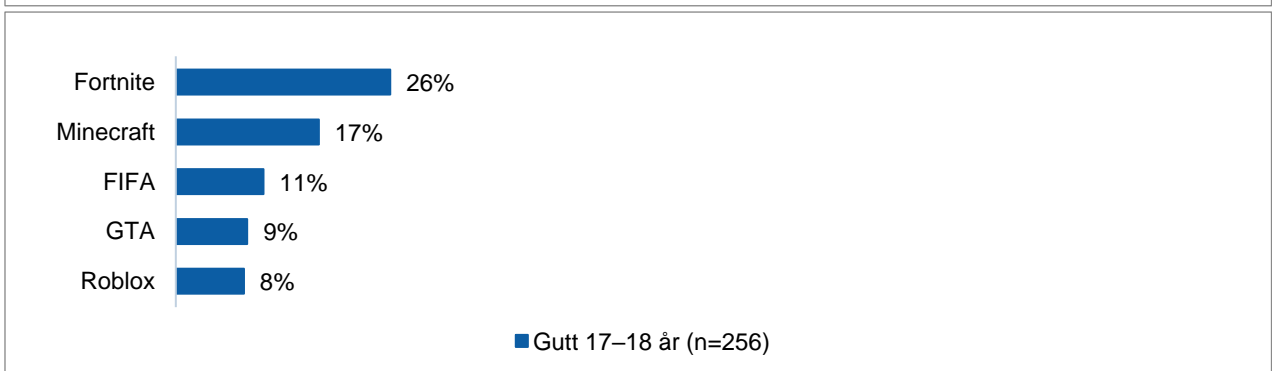 Fortnite 26%
Minecraft 17%
FIFA 11%
GTA 9%
Roblox 8%
Gutt 17–18 år (n=256)